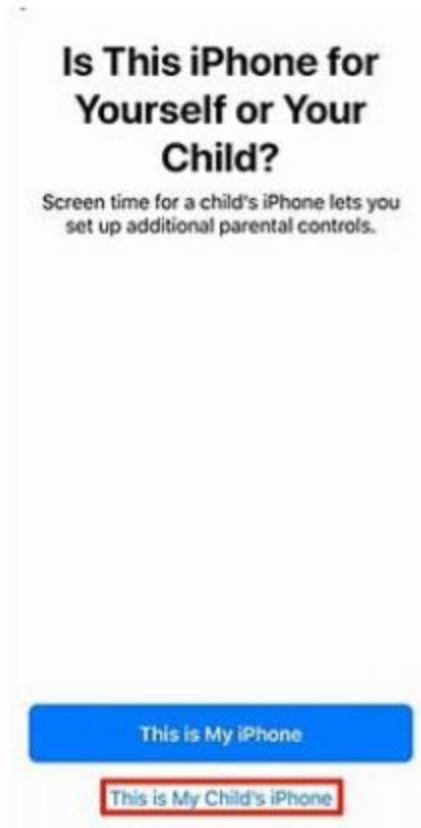 Is This iPhone for
Yourself or Your
Child?
Screen time for a child's iPhone lets you
set up additional parental controls.
This is My iPhone
This is My Child's iPhone